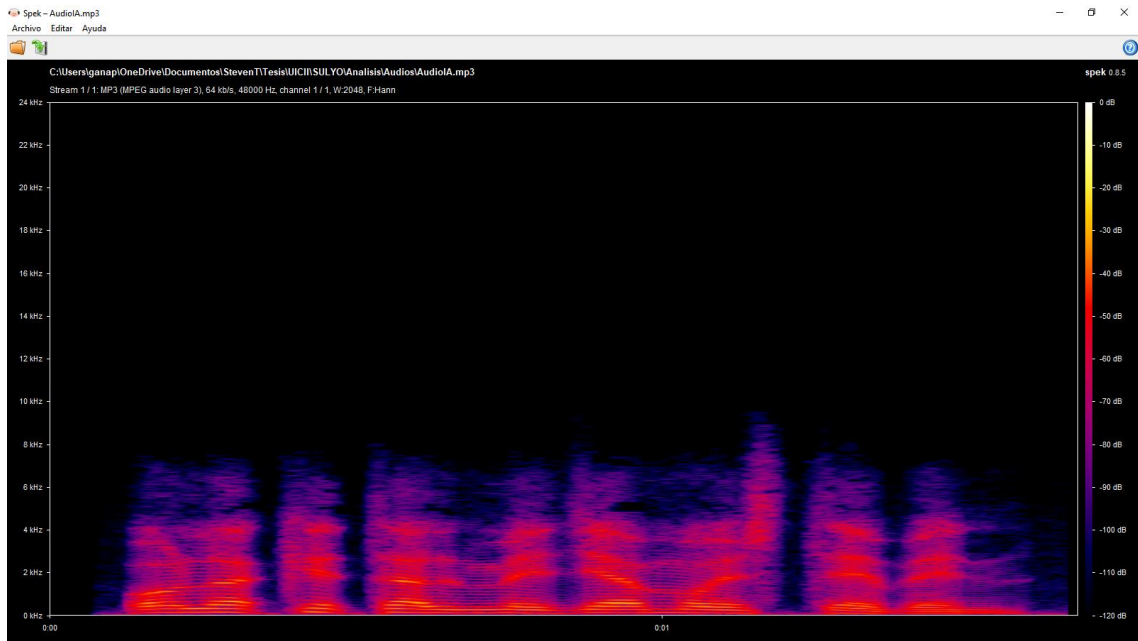 Spek – AudioIA.mp3
Archivo Editar Ayuda
C:\Users\ganap\OneDrive\Documentos\StevenT\Tesis\UICII\SULYO\Analisis\Audios\AudioIA.mp3
spek 0.8.5
Stream 1 / 1: MP3 (MPEG audio layer 3), 64 kb/s, 48000 Hz, channel 1 / 1, W:2048, F:Hann
24 kHz
22 kHz
20 kHz
18 kHz
16 kHz
14 kHz
12 kHz
10 kHz
8 kHz
6 kHz
4 kHz
2 kHz
0 kHz
0:00
0:01
0 dB
-10 dB
-20 dB
-30 dB
-40 dB
-50 dB
-60 dB
-70 dB
-80 dB
-90 dB
-100 dB
-110 dB
-120 dB